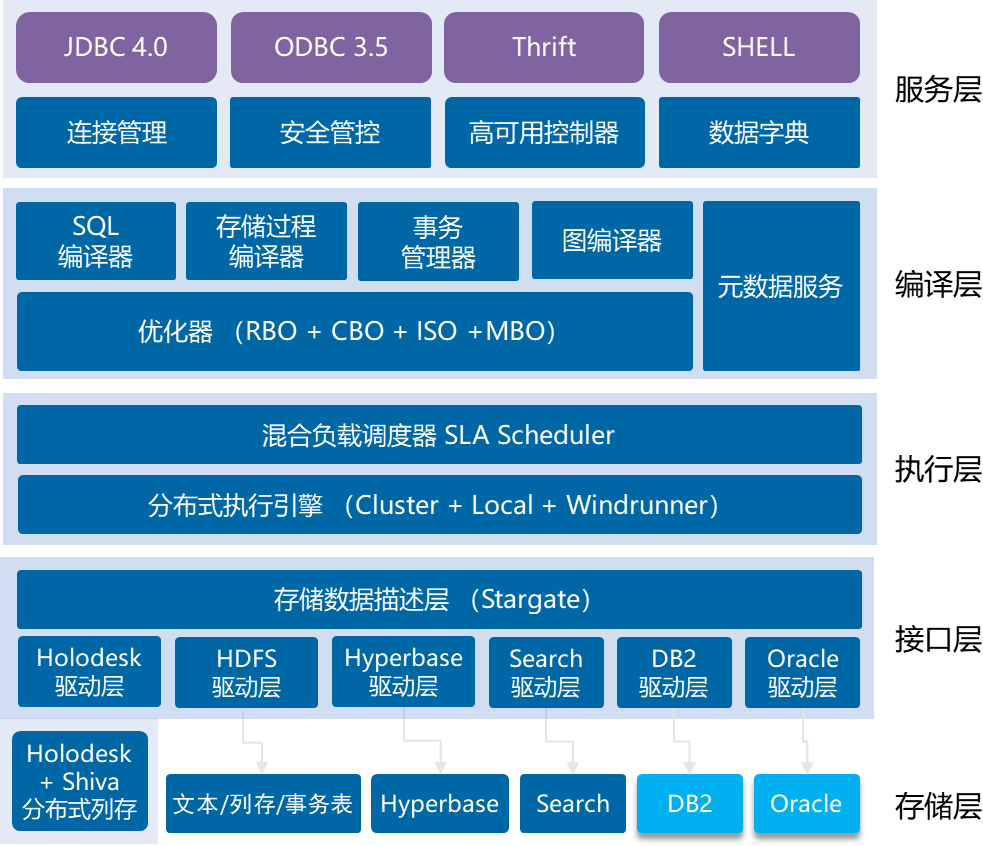 JDBC 4.0
ODBC 3.5
Thrift
SHELL
服务层
连接管理
安全管控
高可用控制器
数据字典
SQL
编译器
存储过程
编译器
事务
管理器
图编译器
元数据服务
编译层
优化器 （RBO + CBO + ISO +MBO）
混合负载调度器 SLA Scheduler
执行层
分布式执行引擎 （Cluster + Local + Windrunner）
存储数据描述层 （Stargate）
接口层
Holodesk
驱动层
HDFS
驱动层
Hyperbase
驱动层
Search
驱动层
DB2
驱动层
Oracle
驱动层
Holodesk
+ Shiva
分布式列存
文本/列存/事务表
Hyperbase
Search
DB2
Oracle
存储层